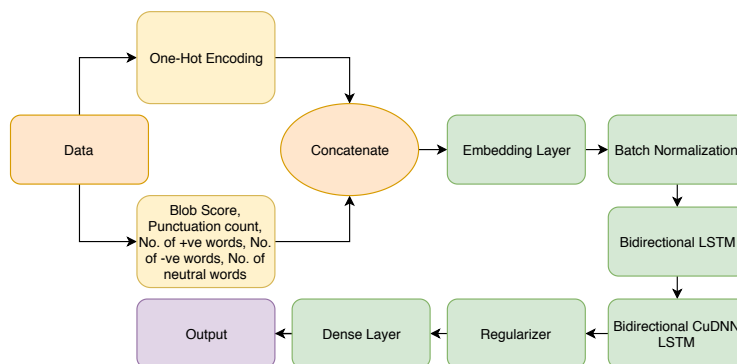 One-Hot Encoding
Data
Concatenate
Embedding Layer
Batch Normalization
Blob Score,
Punctuation count,
No. of +ve words, No.
of -ve words, No. of
neutral words
Bidirectional LSTM
Bidirectional CuDNN
LSTM
Regularizer
Dense Layer
Output